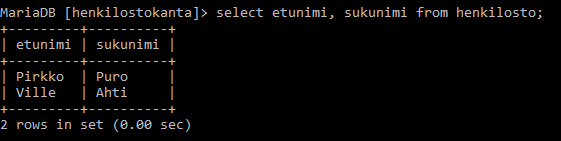 MariaDB [henkilostokanta]> select etunimi, sukunimi from henkilosto;
+---------+----------+
| etunimi | sukunimi |
+---------+----------+
| Pirkko  | Puro     |
| Ville   | Ahti     |
+---------+----------+
2 rows in set (0.00 sec)